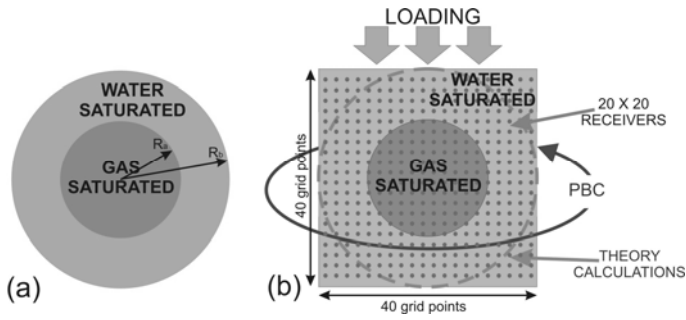 WATER
SATURATED
Ra
Rb
GAS
SATURATED
(a)
LOADING
WATER
SATURATED
20 X 20
RECEIVERS
GAS
SATURATED
PBC
40 grid points
THEORY
CALCULATIONS
(b)
40 grid points